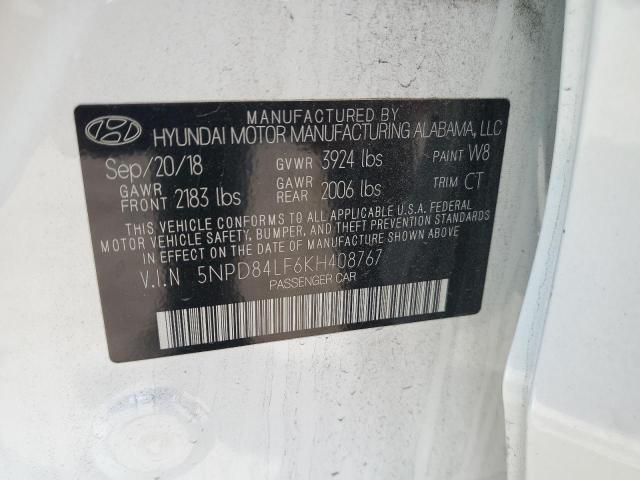 MANUFACTURED BY
HYUNDAI MOTOR MANUFACTURING ALABAMA, LLC
Sep/20/18 GVWR 3924 lbs PAINT W8
GAWR FRONT 2183 lbs GAWR REAR 2006 lbs TRIM CT
THIS VEHICLE CONFORMS TO ALL APPLICABLE U.S.A. FEDERAL
MOTOR VEHICLE SAFETY, BUMPER, AND THEFT PREVENTION STANDARDS
IN EFFECT ON THE DATE OF MANUFACTURE SHOWN ABOVE.
V.I.N 5NPD84LF6KH408767
PASSENGER CAR